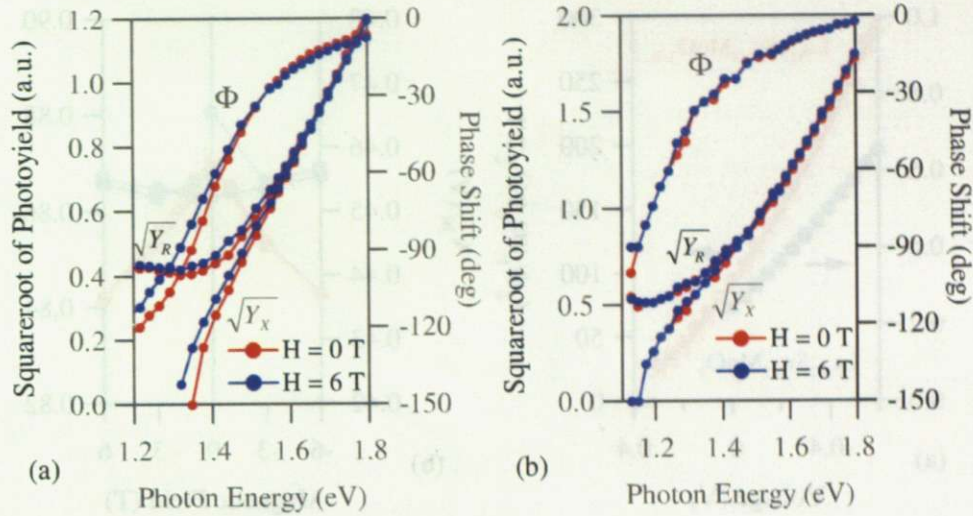 1.2
1.0
0.8
0.6
0.4
0.2
0.0
Squareroot of Photoyield (a.u.)
0
-30
-60
-90
-120
-150
Phase Shift (deg)
Φ
√Y_R
√Y_X
H = 0 T
H = 6 T
1.2 1.4 1.6 1.8
(a) Photon Energy (eV)
2.0
1.5
1.0
0.5
0.0
Squareroot of Photoyield (a.u.)
0
-30
-60
-90
-120
-150
Phase Shift (deg)
Φ
√Y_R
√Y_X
H = 0 T
H = 6 T
1.2 1.4 1.6 1.8
(b) Photon Energy (eV)